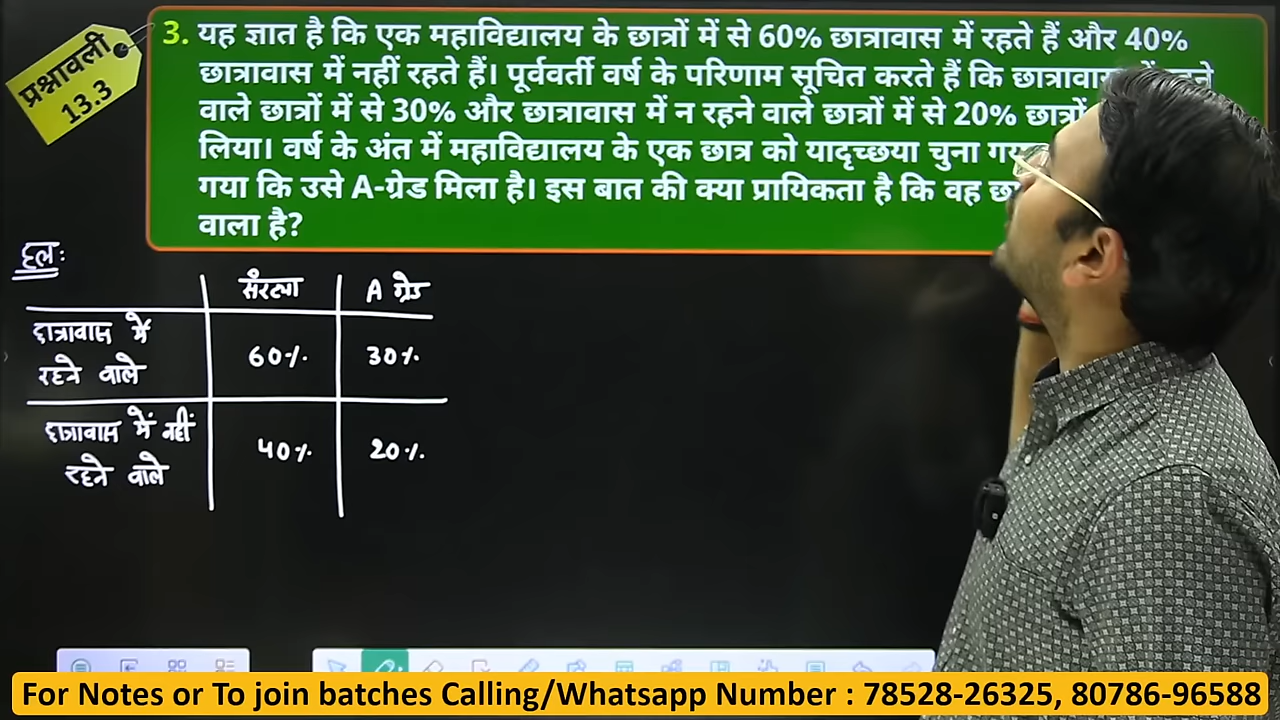 प्रश्नावली
13.3
3. यह ज्ञात है कि एक महाविद्यालय के छात्रों में से 60% छात्रावास में रहते हैं और 40%
छात्रावास में नहीं रहते हैं। पूर्ववर्ती वर्ष के परिणाम सूचित करते हैं कि
वाले छात्रों में से 30% और छात्रावास में न रहने वाले छात्रों में से 20%
लिया। वर्ष के अंत में महाविद्यालय के एक छात्र को यादृच्छया चुना
गया कि उसे A-ग्रेड मिला है। इस बात की क्या प्रायिकता है कि वह
वाला है?
हल:
संख्या A ग्रेड
छात्रावास में
रहने वाले 60% 30%
छात्रावास में नहीं
रहने वाले 40% 20%
For Notes or To join batches Calling/Whatsapp Number : 78528-26325, 80786-96588